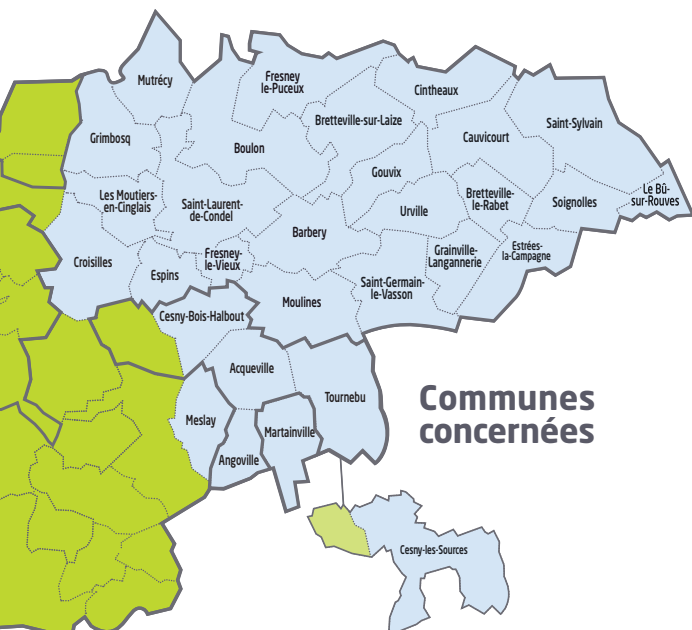 Mutrécy
Fresney
le-Puceux
Cintheaux
Bretteville-sur-Laize
Saint-Sylvain
Grimbosq
Boulon
Cauvicourt
Gouvix
Les Moutiers-
en-Cinglais
Saint-Laurent-
de-Condel
Bretteville-
le-Rabet
Soignolles
Le Bû-
sur-Rouves
Urville
Barbery
Croisilles
Espins
Fresney-
le-Vieux
Grainville-
Langannerie
Estrées-
la-Campagne
Saint-Germain-
le-Vasson
Moulines
Cesny-Bois-Halbout
Acqueville
Tournebu
Meslay
Martainville
Angoville
Communes
concernées
Cesny-les-Sources